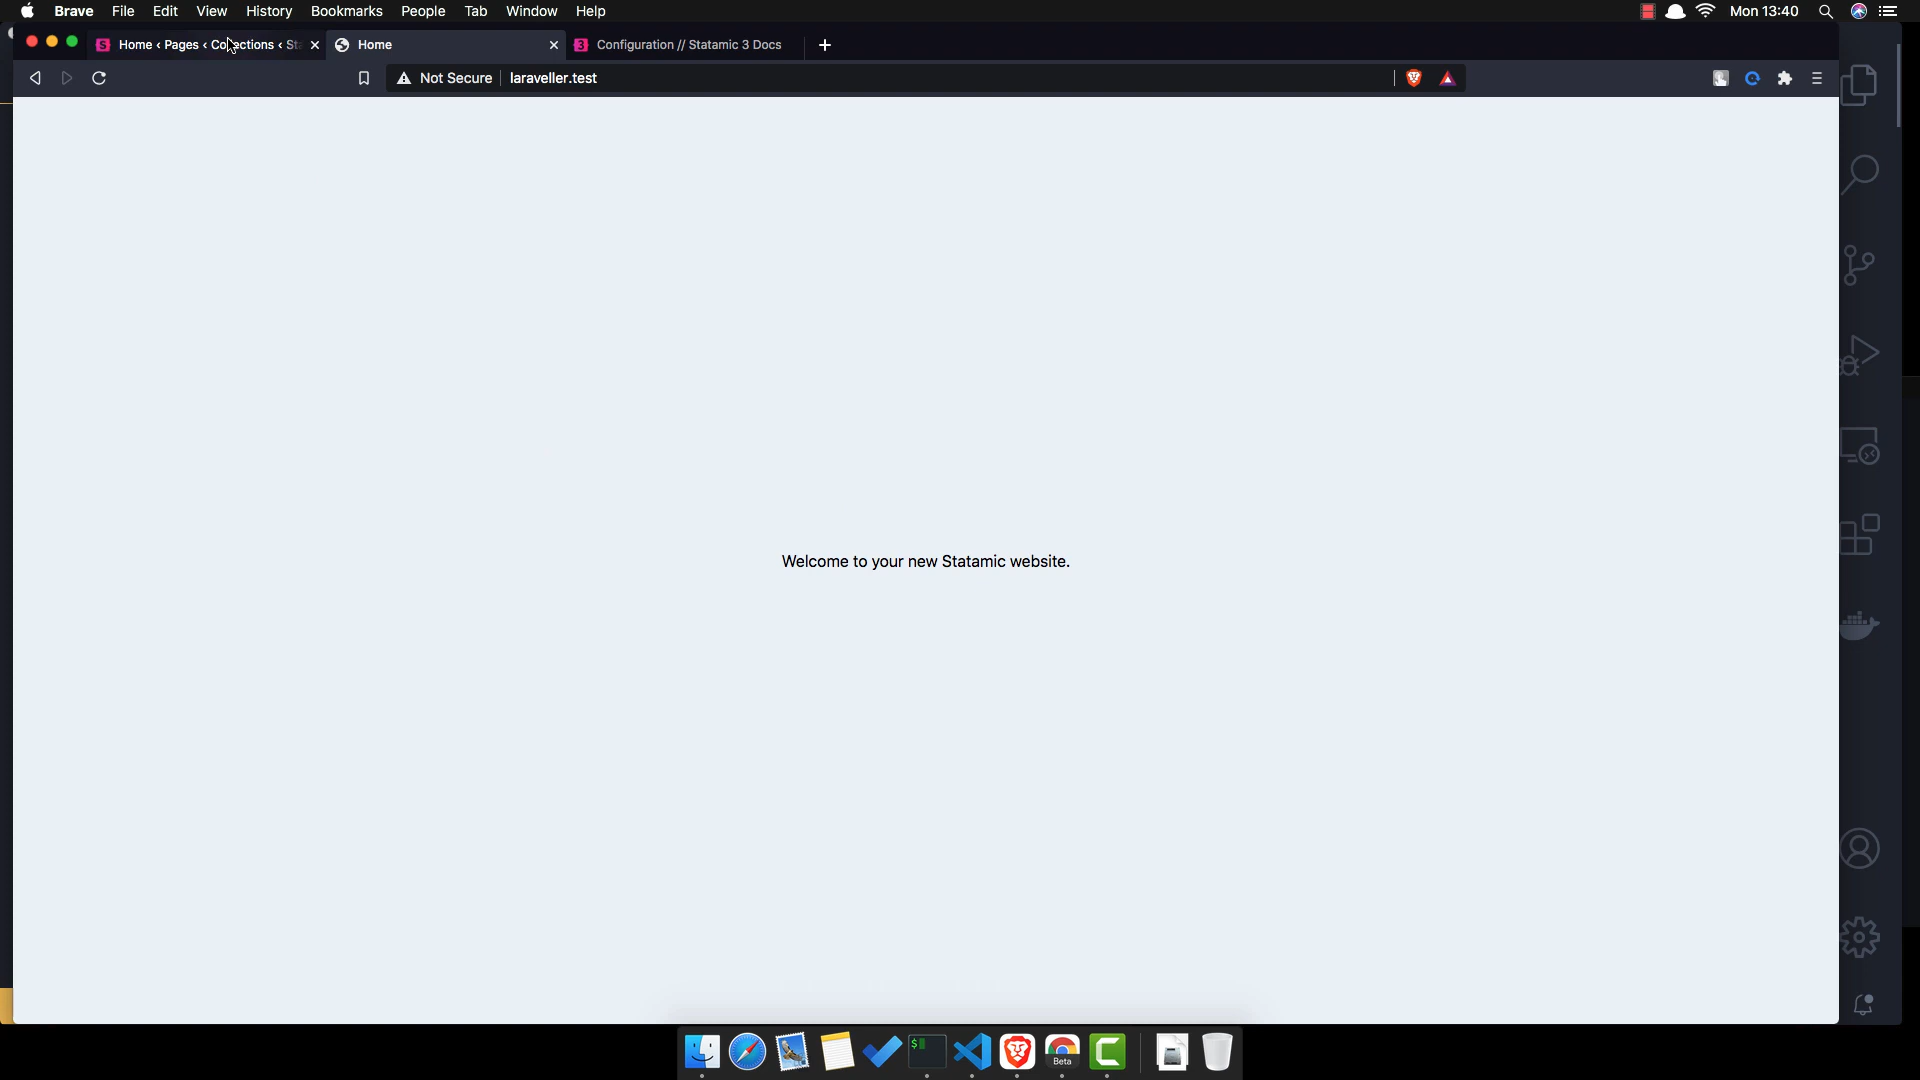 Brave File Edit View History Bookmarks People Tab Window Help Mon 13:40
Home ‹ Pages ‹ Collections ‹ Sta Home Configuration // Statamic 3 Docs
Not Secure laraveller.test
Welcome to your new Statamic website.
Beta